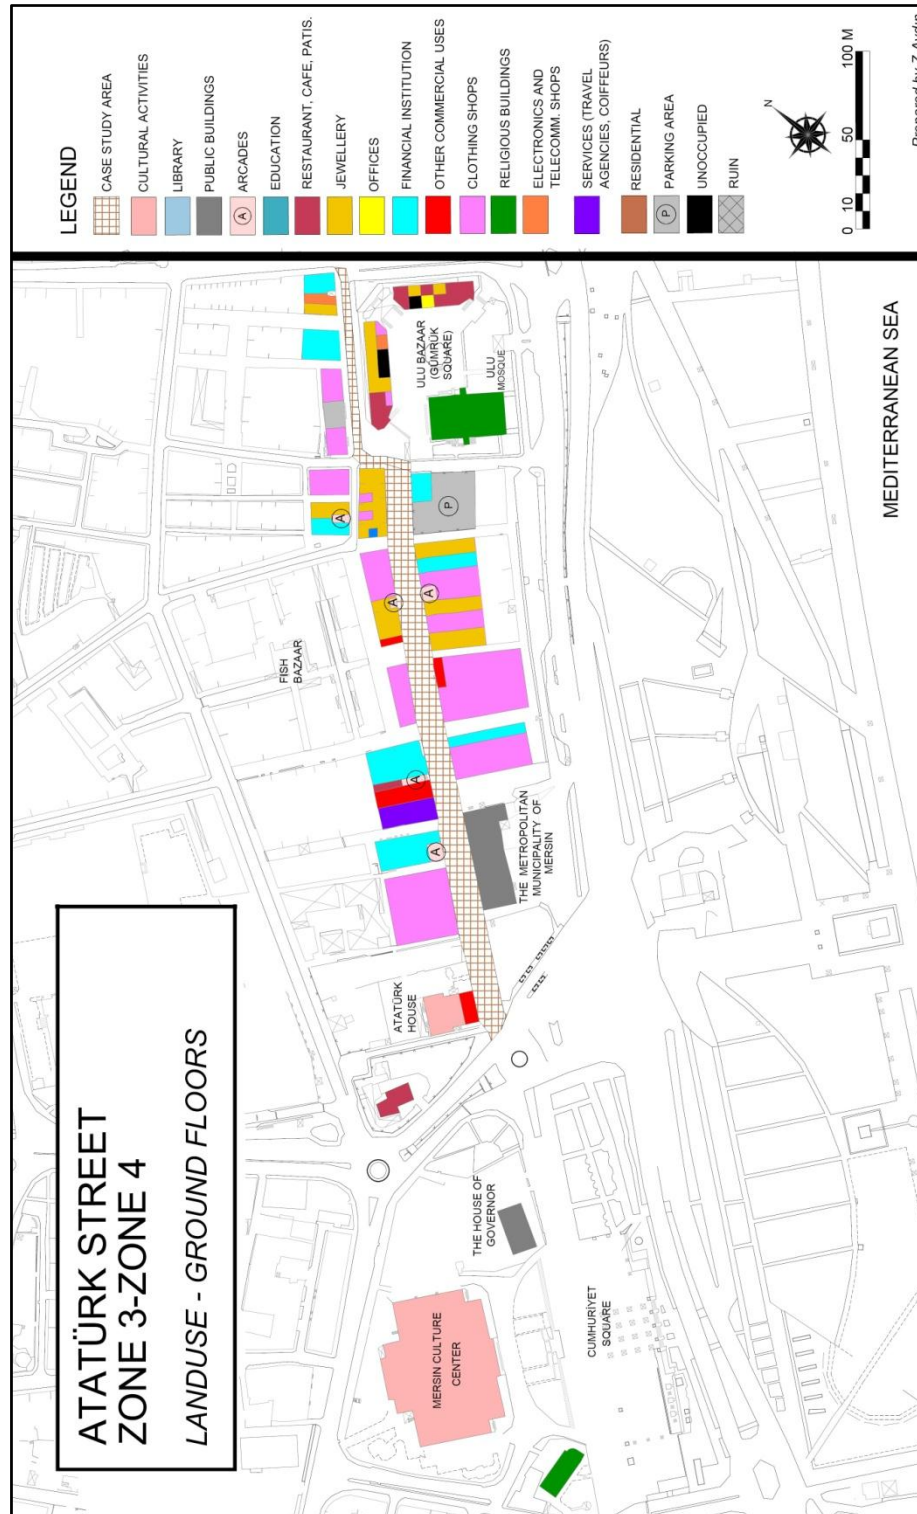 ATATÜRK STREET
ZONE 3-ZONE 4
LANDUSE - GROUND FLOORS
LEGEND
CASE STUDY AREA
CULTURAL ACTIVITIES
LIBRARY
PUBLIC BUILDINGS
A
ARCADES
EDUCATION
RESTAURANT, CAFE, PATIS.
JEWELLERY
OFFICES
FINANCIAL INSTITUTION
OTHER COMMERCIAL USES
CLOTHING SHOPS
RELIGIOUS BUILDINGS
ELECTRONICS AND
TELECOMM. SHOPS
SERVICES (TRAVEL
AGENCIES, COIFFEURS)
RESIDENTIAL
P
PARKING AREA
UNOCCUPIED
RUIN
N
0 10 50 100 M
Prepared by Z.Aydın
MERSIN CULTURE
CENTER
THE HOUSE OF
GOVERNOR
CUMHURİYET
SQUARE
ATATÜRK
HOUSE
THE METROPOLITAN
MUNICIPALITY OF
MERSIN
FISH
BAZAAR
A
A
A
A
A
P
ULU BAZAAR
(GÜMRÜK
SQUARE)
ULU
MOSQUE
MEDITERRANEAN SEA